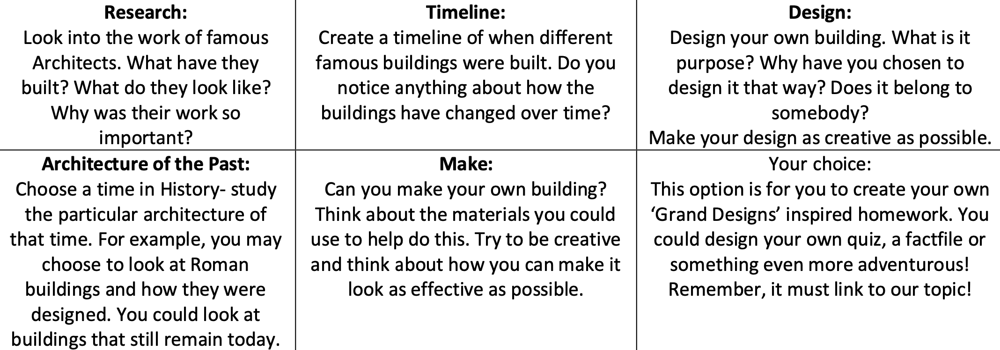 Research:
Look into the work of famous
Architects. What have they
built? What do they look like?
Why was their work so
important?
Timeline:
Create a timeline of when different
famous buildings were built. Do you
notice anything about how the
buildings have changed over time?
Design:
Design your own building. What is it
purpose? Why have you chosen to
design it that way? Does it belong to
somebody?
Make your design as creative as possible.
Architecture of the Past:
Choose a time in History- study
the particular architecture of
that time. For example, you may
choose to look at Roman
buildings and how they were
designed. You could look at
buildings that still remain today.
Make:
Can you make your own building?
Think about the materials you could
use to help do this. Try to be creative
and think about how you can make it
look as effective as possible.
Your choice:
This option is for you to create your own
‘Grand Designs’ inspired homework. You
could design your own quiz, a factfile or
something even more adventurous!
Remember, it must link to our topic!